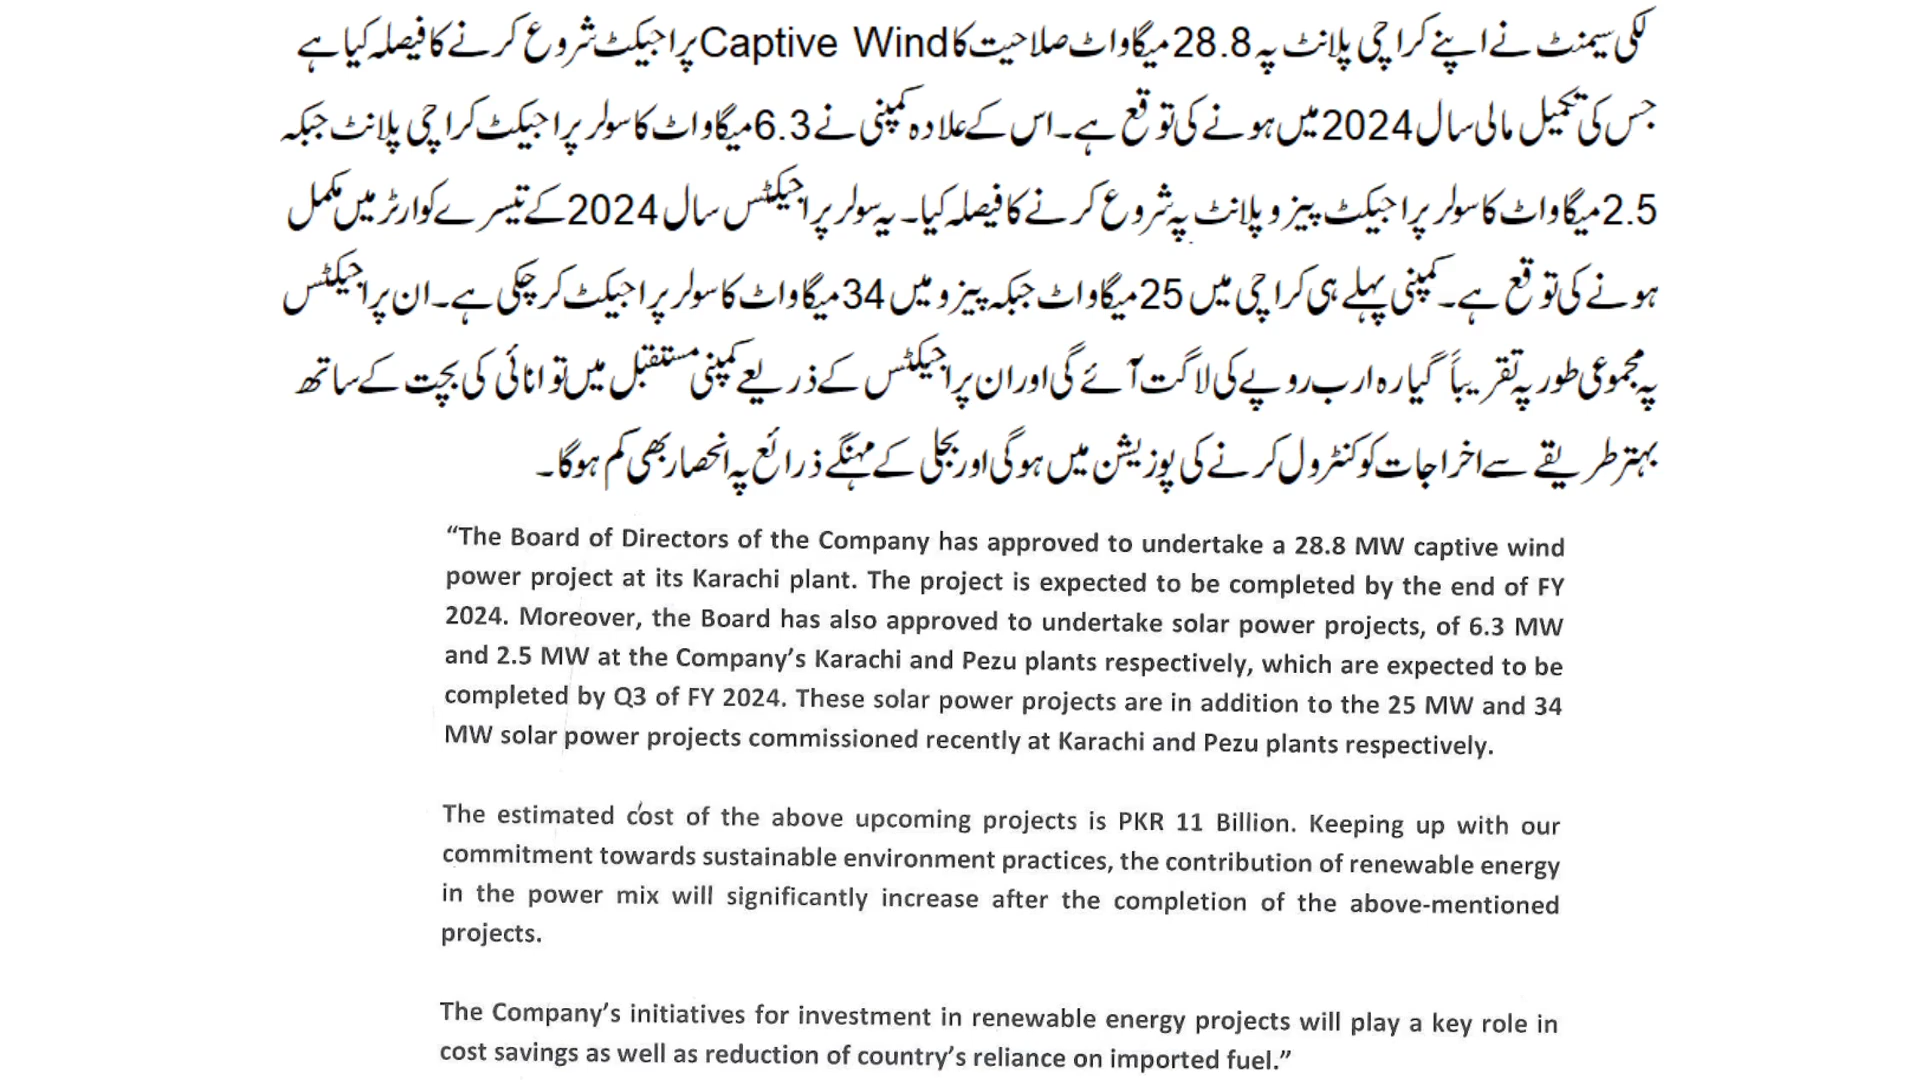 لکی سیمنٹ نے اپنے کراچی پلانٹ پہ 28.8 میگاواٹ صلاحیت کا Captive Wind پراجیکٹ شروع کرنے کا فیصلہ کیا ہے
جس کی تکمیل مالی سال 2024 میں ہونے کی توقع ہے۔ اس کے علاوہ کمپنی نے 6.3 میگاواٹ کا سولر پراجیکٹ کراچی پلانٹ جبکہ
2.5 میگاواٹ کا سولر پراجیکٹ پیزو پلانٹ پہ شروع کرنے کا فیصلہ کیا۔ یہ سولر پراجیکٹس سال 2024 کے تیسرے کوارٹر میں مکمل
ہونے کی توقع ہے۔ کمپنی پہلے ہی کراچی میں 25 میگاواٹ جبکہ پیزو میں 34 میگاواٹ کا سولر پراجیکٹ کر چکی ہے۔ ان پراجیکٹس
پہ مجموعی طور پہ تقریباً گیارہ ارب روپے کی لاگت آئے گی اور ان پراجیکٹس کے ذریعے کمپنی مستقبل میں توانائی کی بچت کے ساتھ
بہتر طریقے سے اخراجات کو کنٹرول کرنے کی پوزیشن میں ہوگی اور بجلی کے مہنگے ذرائع پہ انحصار بھی کم ہوگا۔
“The Board of Directors of the Company has approved to undertake a 28.8 MW captive wind
power project at its Karachi plant. The project is expected to be completed by the end of FY
2024. Moreover, the Board has also approved to undertake solar power projects, of 6.3 MW
and 2.5 MW at the Company’s Karachi and Pezu plants respectively, which are expected to be
completed by Q3 of FY 2024. These solar power projects are in addition to the 25 MW and 34
MW solar power projects commissioned recently at Karachi and Pezu plants respectively.
The estimated cost of the above upcoming projects is PKR 11 Billion. Keeping up with our
commitment towards sustainable environment practices, the contribution of renewable energy
in the power mix will significantly increase after the completion of the above-mentioned
projects.
The Company’s initiatives for investment in renewable energy projects will play a key role in
cost savings as well as reduction of country’s reliance on imported fuel.”